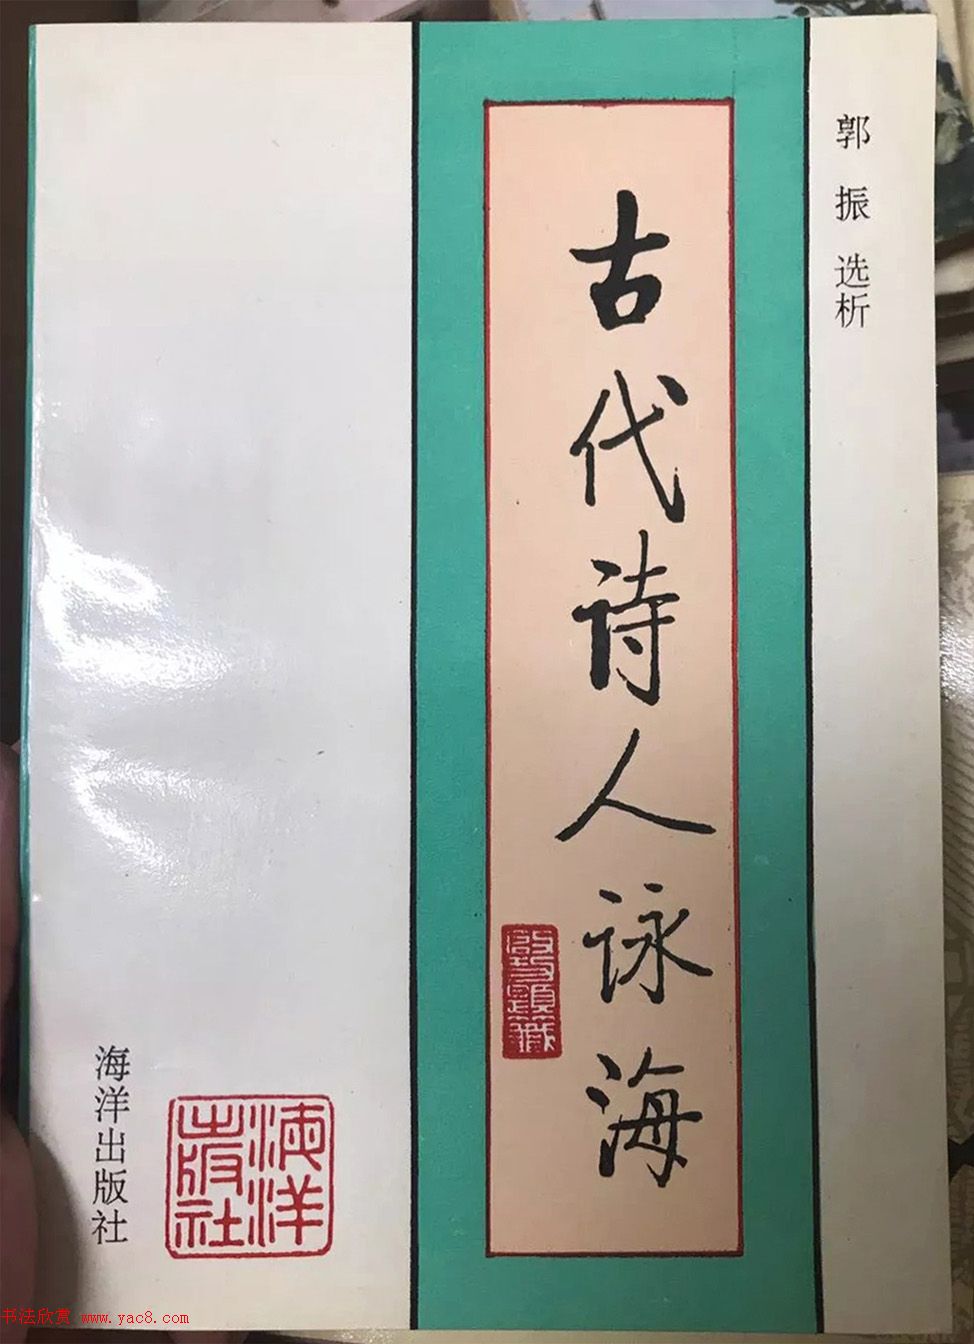 郭振 选析
古代诗人咏海
海洋出版社
海洋
出版社
书法欣赏 www.yac8.com